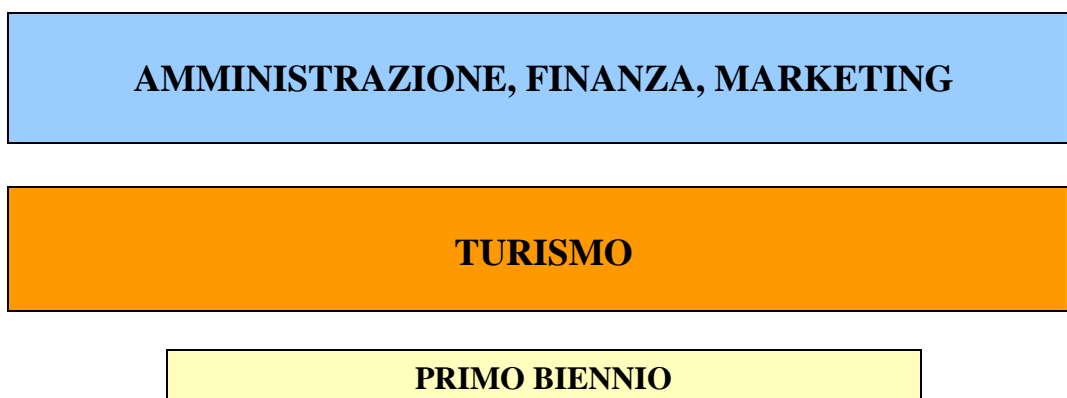 AMMINISTRAZIONE, FINANZA, MARKETING
TURISMO
PRIMO BIENNIO